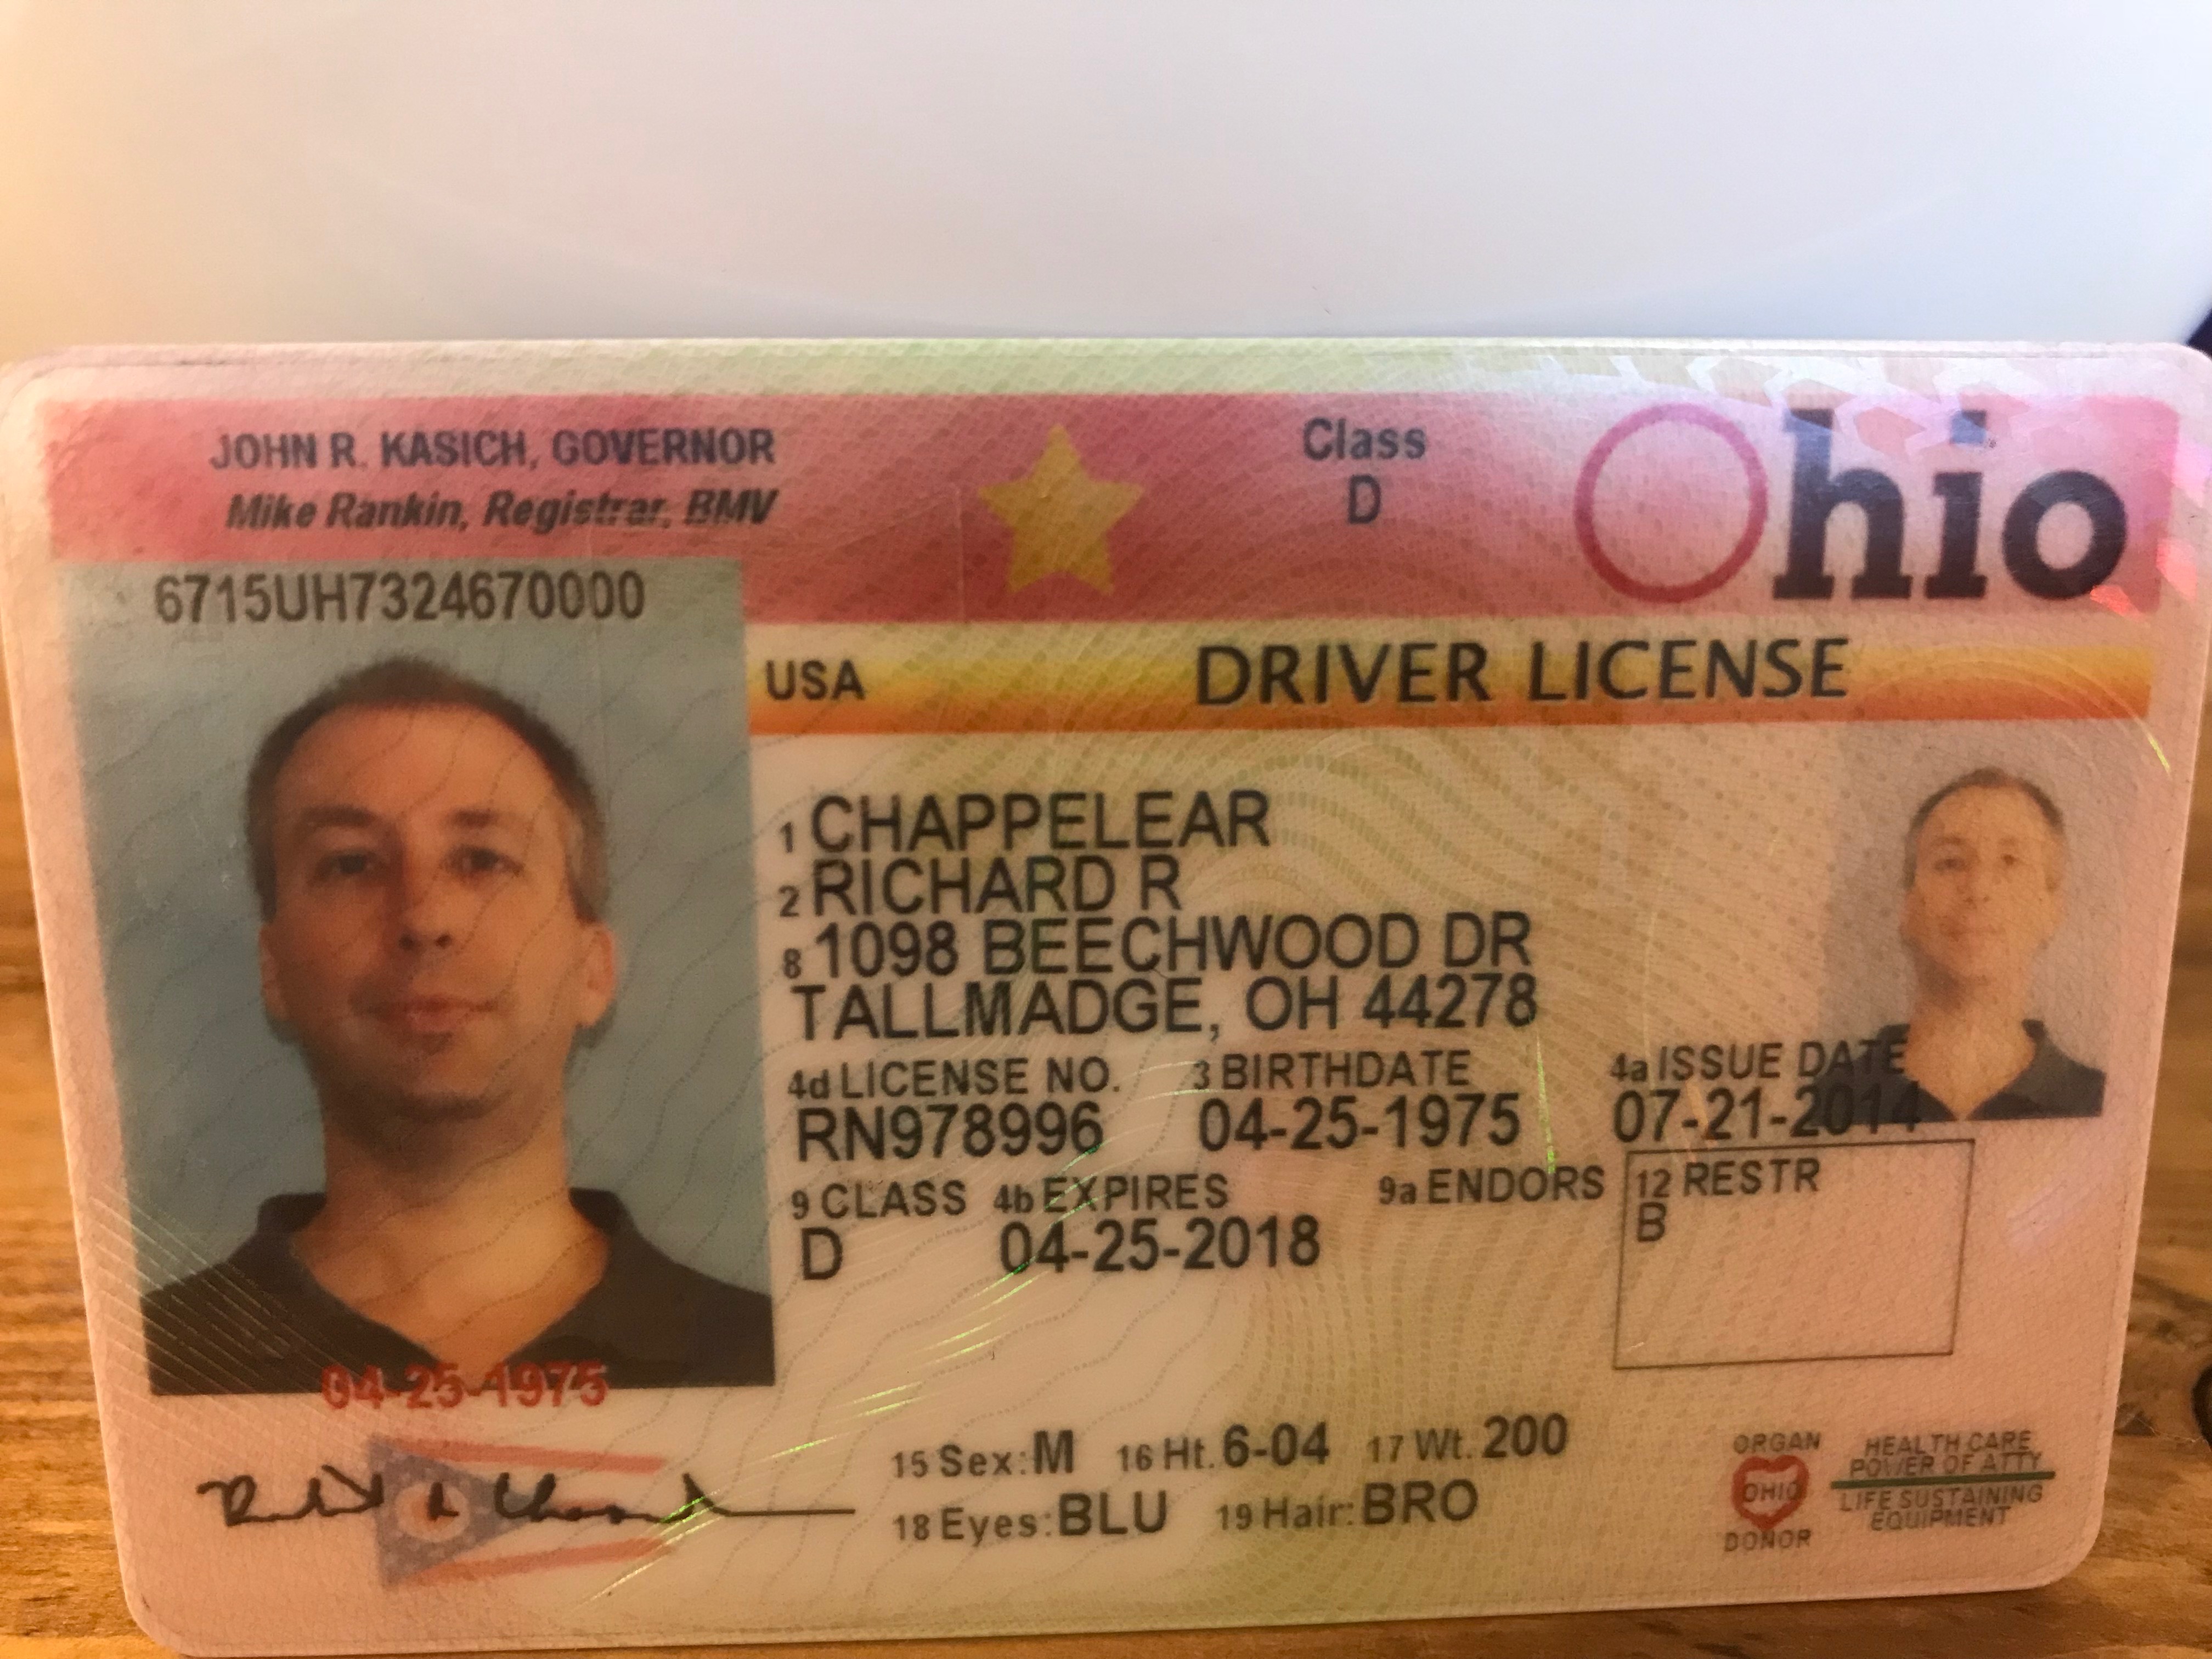 JOHN R. KASICH, GOVERNOR
Mike Rankin, Registrar, BMV
Class
D
Ohio
6715UH7324670000
USA
DRIVER LICENSE
1 CHAPPELEAR
2 RICHARD R
8 1098 BEECHWOOD DR
TALLMADGE, OH 44278
4d LICENSE NO. 3 BIRTHDATE 4a ISSUE DATE
RN978996 04-25-1975 07-21-2014
9 CLASS 4b EXPIRES 9a ENDORS 12 RESTR
D 04-25-2018 B
04-25-1975
15 Sex:M 16 Ht. 6-04 17 Wt. 200
18 Eyes:BLU 19 Hair:BRO
ORGAN
OHIO
DONOR
HEALTH CARE
POWER OF ATTY
LIFE SUSTAINING
EQUIPMENT